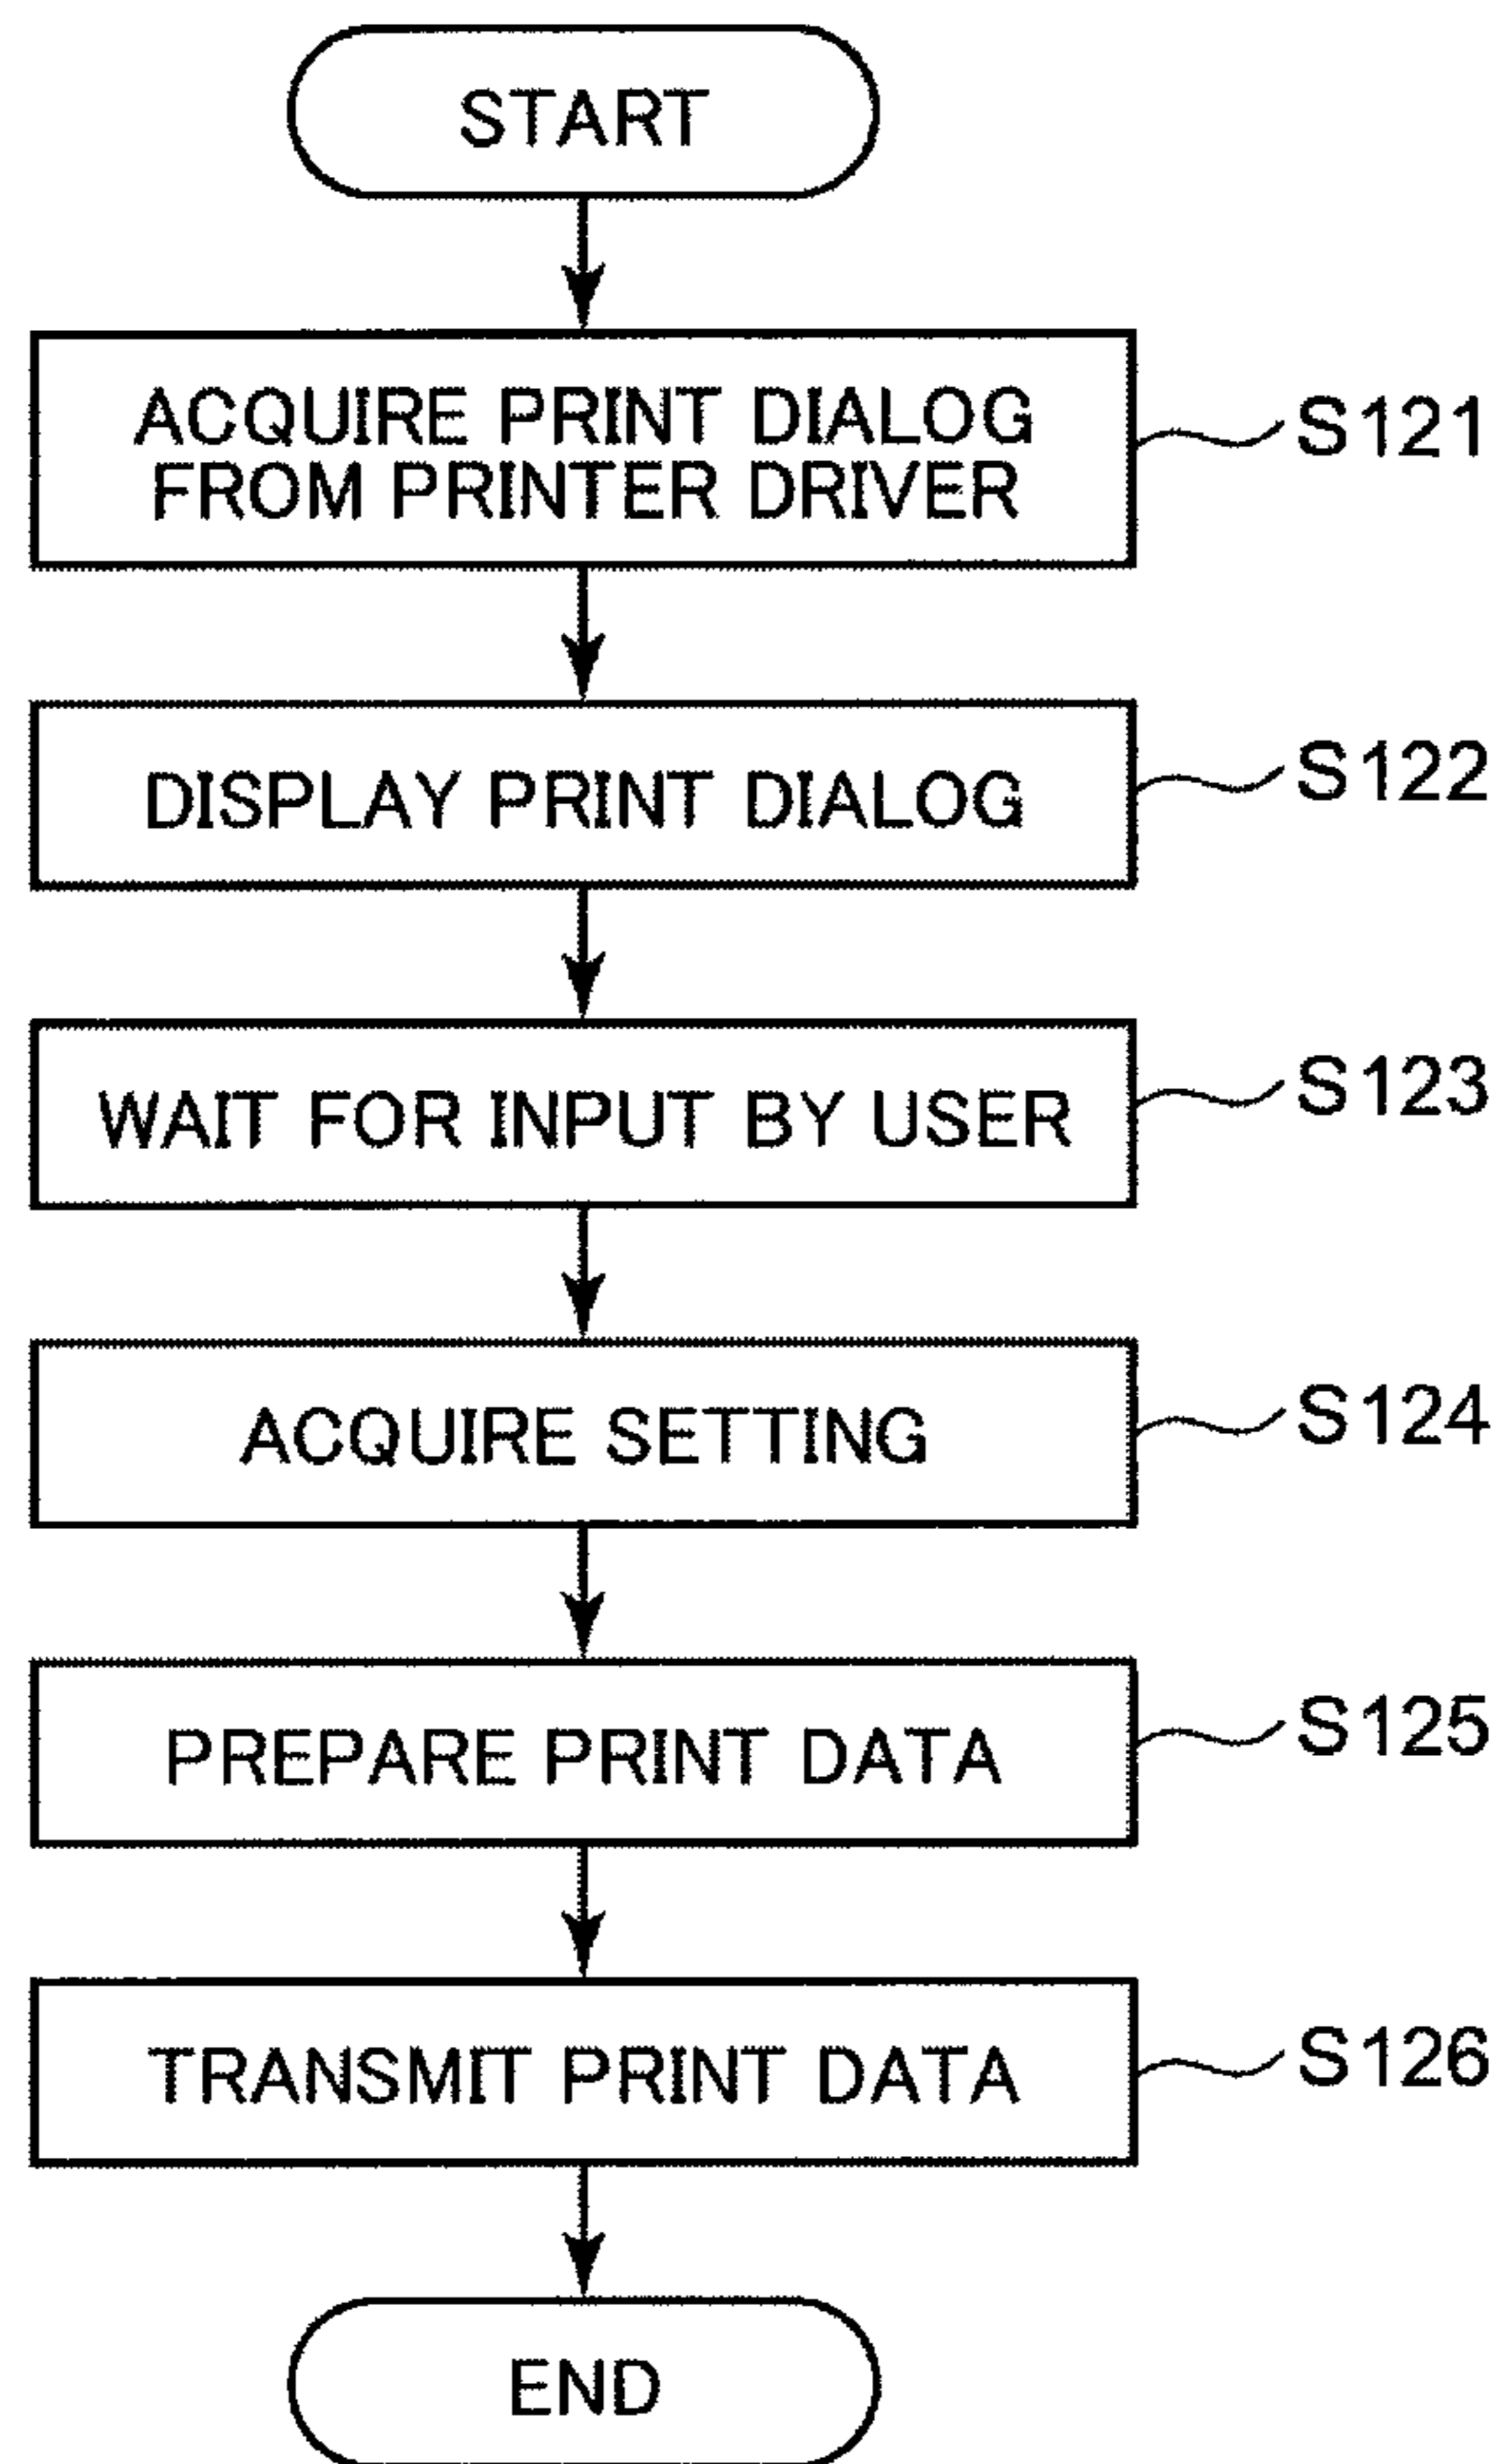 START
ACQUIRE PRINT DIALOG
FROM PRINTER DRIVER
S121
DISPLAY PRINT DIALOG
S122
WAIT FOR INPUT BY USER
S123
ACQUIRE SETTING
S124
PREPARE PRINT DATA
S125
TRANSMIT PRINT DATA
S126
END